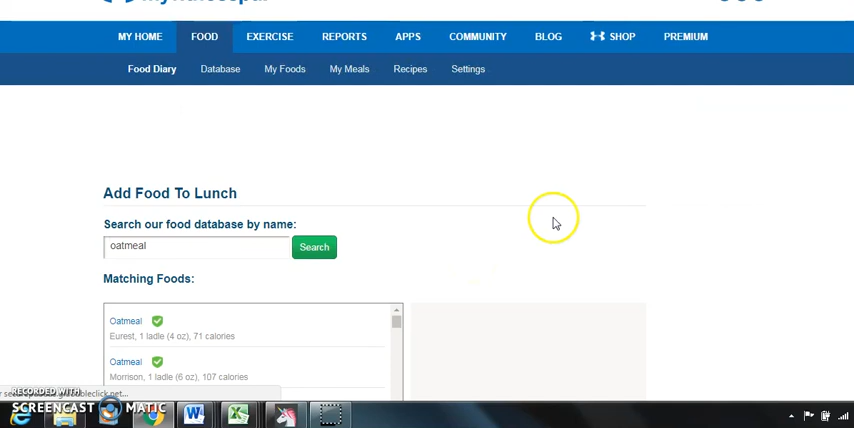 MY HOME FOOD EXERCISE REPORTS APPS COMMUNITY BLOG SHOP PREMIUM
Food Diary Database My Foods My Meals Recipes Settings
Add Food To Lunch
Search our food database by name:
oatmeal Search
Matching Foods:
Oatmeal
Eurest, 1 ladle (4 oz), 71 calories
Oatmeal
Morrison, 1 ladle (6 oz), 107 calories
RECORDED WITH
SCREENCAST MATIC